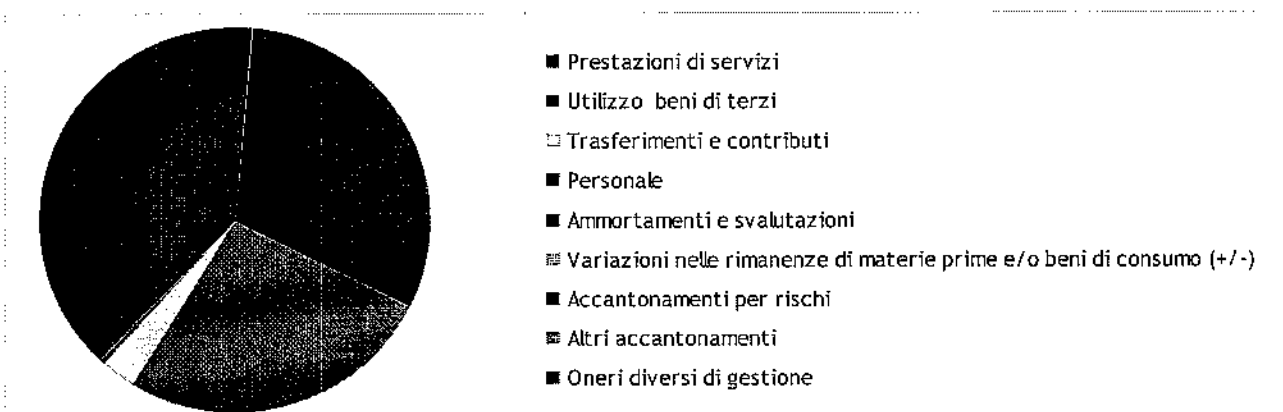 Prestazioni di servizi
Utilizzo beni di terzi
Trasferimenti e contributi
Personale
Ammortamenti e svalutazioni
Variazioni nelle rimanenze di materie prime e/o beni di consumo (+/-)
Accantonamenti per rischi
Altri accantonamenti
Oneri diversi di gestione